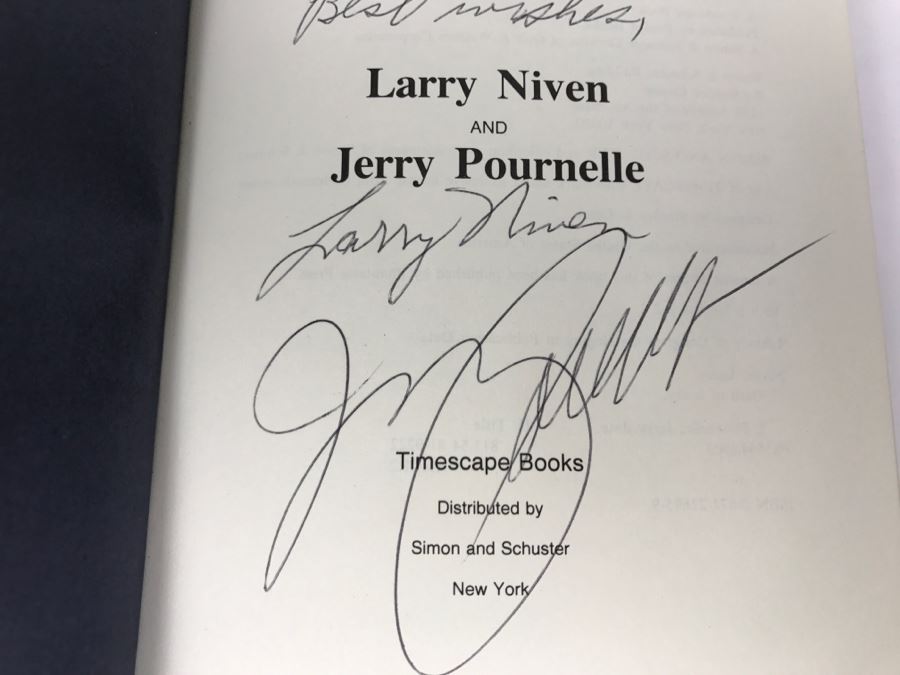 Best wishes,
Larry Niven
AND
Jerry Pournelle
Larry Niven
Timescape Books
Distributed by
Simon and Schuster
New York